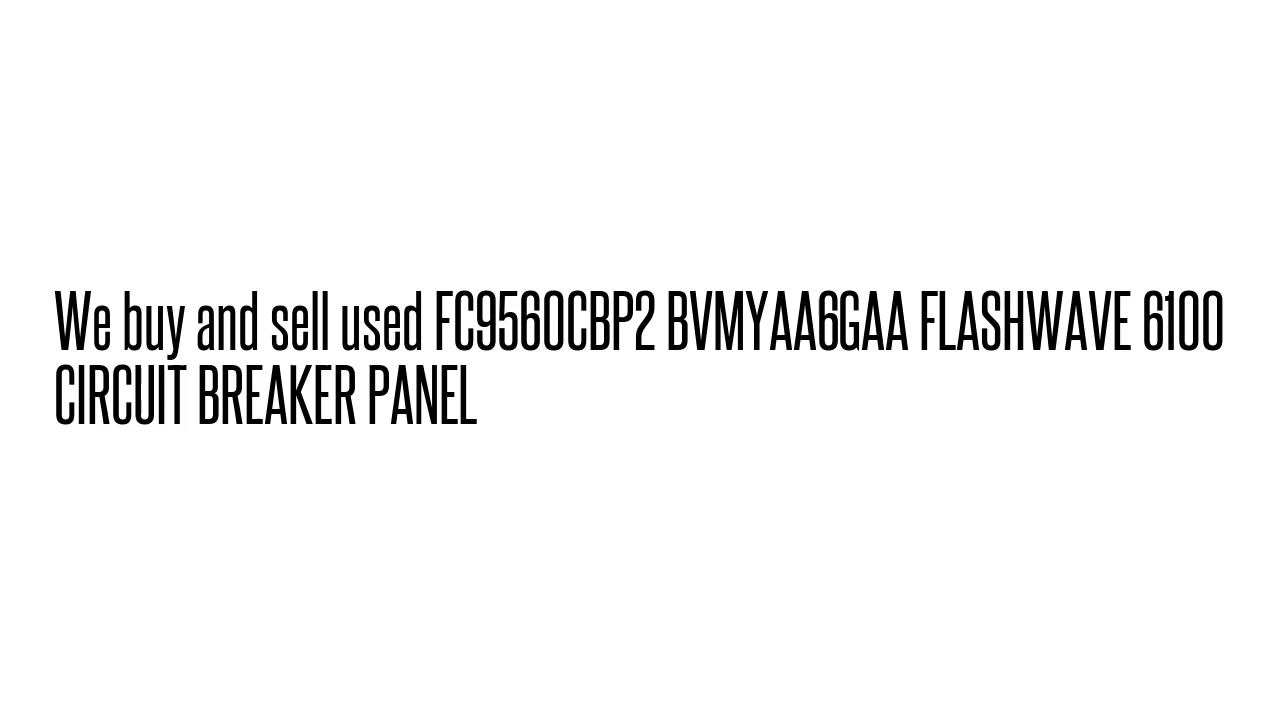 We buy and sell used FC9560CBP2 BVMYAA6GAA FLASHWAVE 6100
CIRCUIT BREAKER PANEL